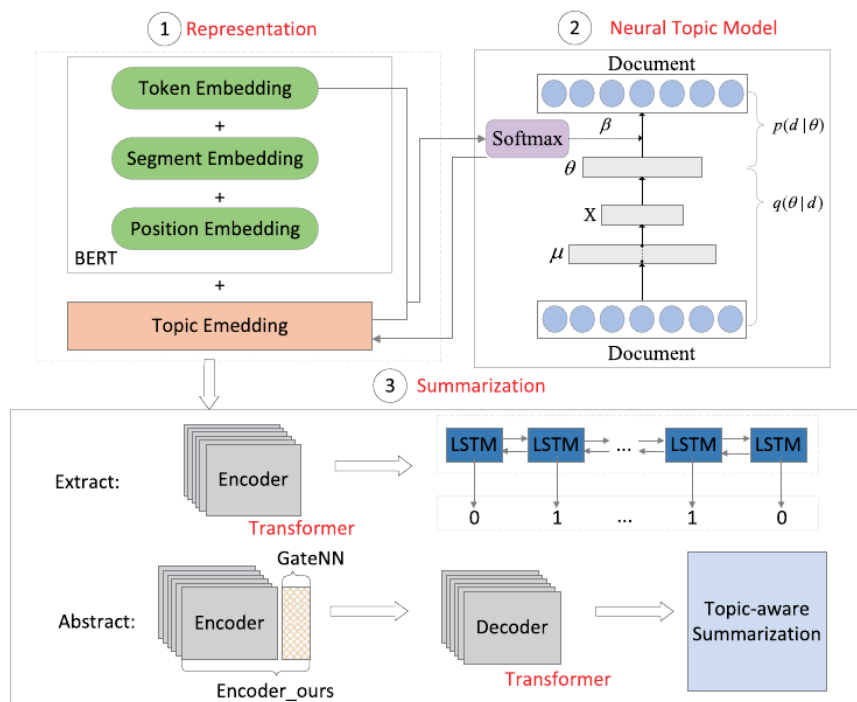 1 Representation
Token Embedding
+
Segment Embedding
+
Position Embedding
BERT
+
Topic Emedding
2 Neural Topic Model
Document
Softmax
β
p(d|θ)
θ
q(θ|d)
X
μ
Document
3 Summarization
Extract:
Encoder
Transformer
LSTM LSTM ... LSTM LSTM
0 1 ... 1 0
Abstract:
GateNN
Encoder
Encoder_ours
Decoder
Transformer
Topic-aware
Summarization